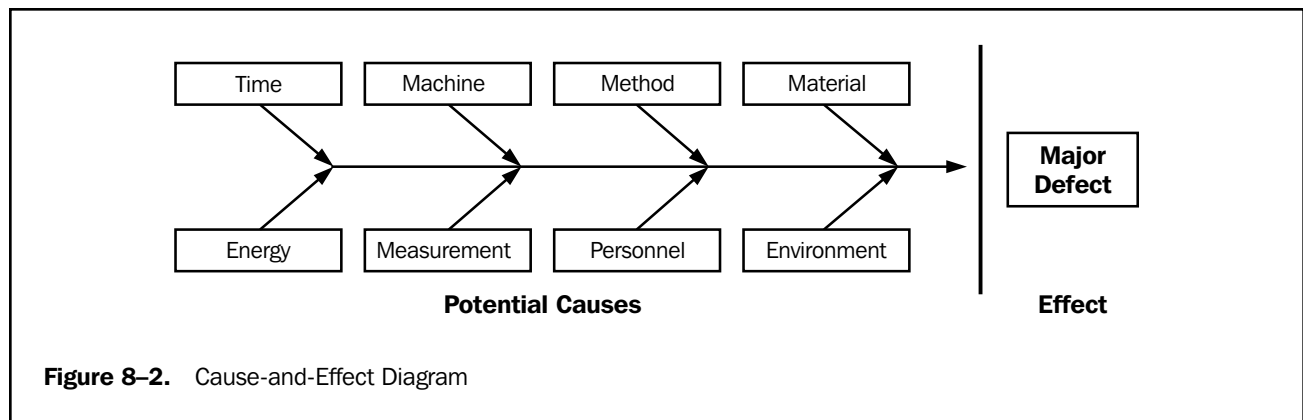 Time
Machine
Method
Material
Major
Defect
Energy
Measurement
Personnel
Environment
Potential Causes
Effect
Figure 8–2. Cause-and-Effect Diagram